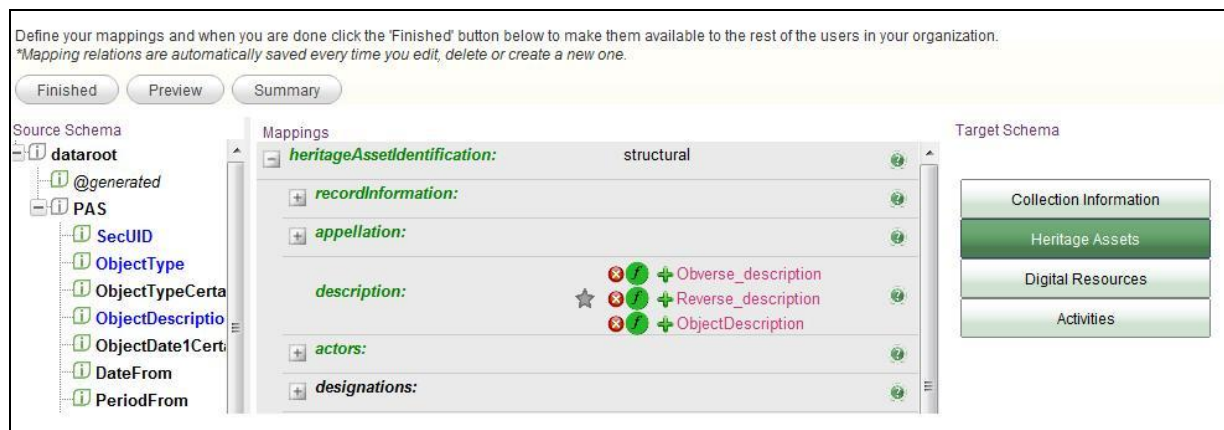 Define your mappings and when you are done click the 'Finished' button below to make them available to the rest of the users in your organization.
*Mapping relations are automatically saved every time you edit, delete or create a new one.
Finished Preview Summary
Source Schema
dataroot
@generated
PAS
SecUID
ObjectType
ObjectTypeCerta
ObjectDescriptio
ObjectDate1Certa
DateFrom
PeriodFrom
Mappings
heritageAssetIdentification: structural
recordInformation:
appellation:
description:
Obverse_description
Reverse_description
ObjectDescription
actors:
designations:
Target Schema
Collection Information
Heritage Assets
Digital Resources
Activities